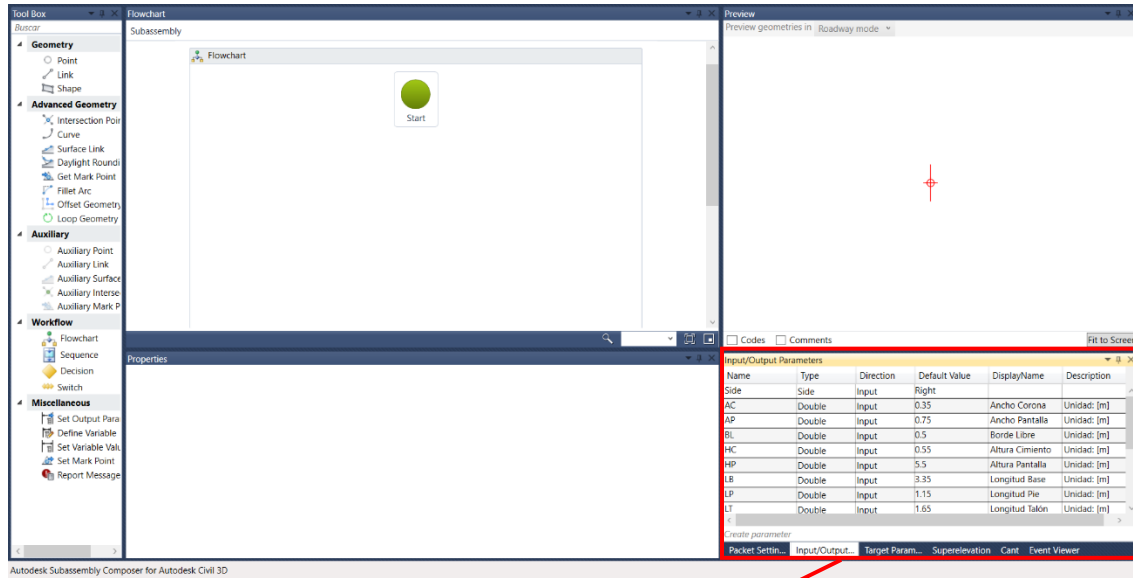 Tool Box
Buscar
Geometry
Point
Link
Shape
Advanced Geometry
Intersection Poir
Curve
Surface Link
Daylight Roundi
Get Mark Point
Fillet Arc
Offset Geometry
Loop Geometry
Auxiliary
Auxiliary Point
Auxiliary Link
Auxiliary Surface
Auxiliary Interse
Auxiliary Mark P
Workflow
Flowchart
Sequence
Decision
Switch
Miscellaneous
Set Output Para
Define Variable
Set Variable Valu
Set Mark Point
Report Message
Flowchart
Subassembly
Flowchart
Start
Properties
Preview
Preview geometries in Roadway mode
Codes Comments Fit to Screen
Input/Output Parameters
Name Type Direction Default Value DisplayName Description
Side Side Input Right
AC Double Input 0.35 Ancho Corona Unidad: [m]
AP Double Input 0.75 Ancho Pantalla Unidad: [m]
BL Double Input 0.5 Borde Libre Unidad: [m]
HC Double Input 0.55 Altura Cimiento Unidad: [m]
HP Double Input 5.5 Altura Pantalla Unidad: [m]
LB Double Input 3.35 Longitud Base Unidad: [m]
LP Double Input 1.15 Longitud Pie Unidad: [m]
LT Double Input 1.65 Longitud Talón Unidad: [m]
Create parameter
Packet Settin... Input/Output... Target Param... Superelevation Cant Event Viewer
Autodesk Subassembly Composer for Autodesk Civil 3D